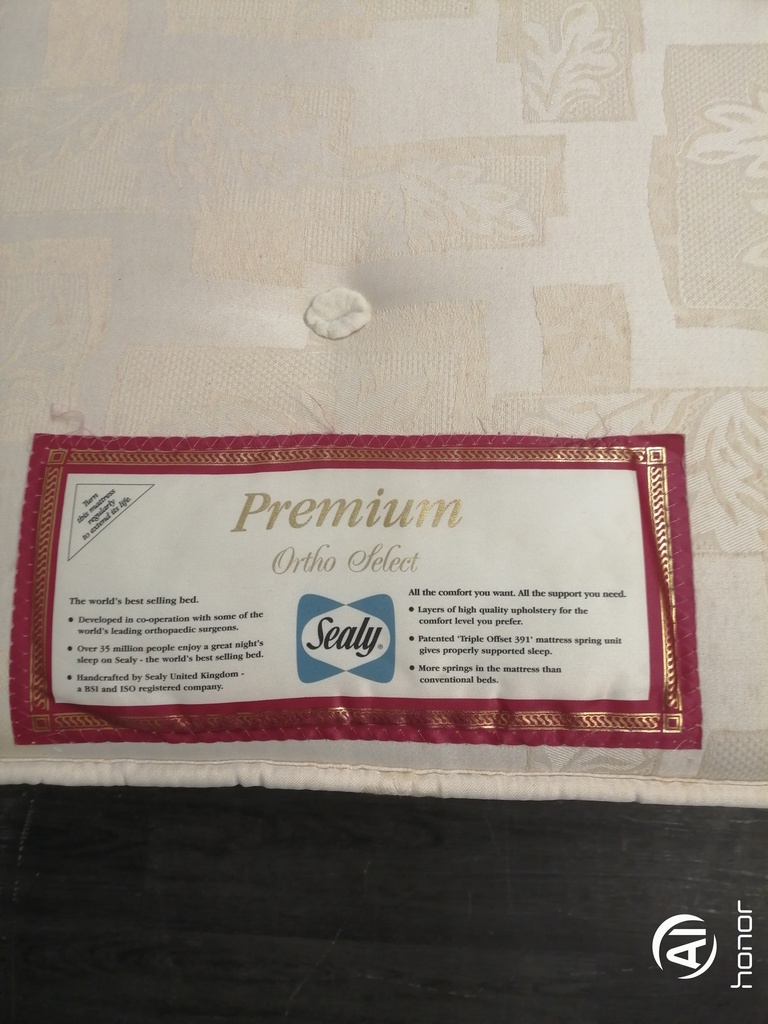 Turn
this mattress
regularly
to extend its life.
Premium
Ortho Select
The world's best selling bed.
• Developed in co-operation with some of the
world's leading orthopaedic surgeons.
• Over 35 million people enjoy a great night's
sleep on Sealy - the world's best selling bed.
• Handcrafted by Sealy United Kingdom -
a BSI and ISO registered company.
Sealy®
All the comfort you want. All the support you need.
• Layers of high quality upholstery for the
comfort level you prefer.
• Patented 'Triple Offset 391' mattress spring unit
gives properly supported sleep.
• More springs in the mattress than
conventional beds.
AI
honor